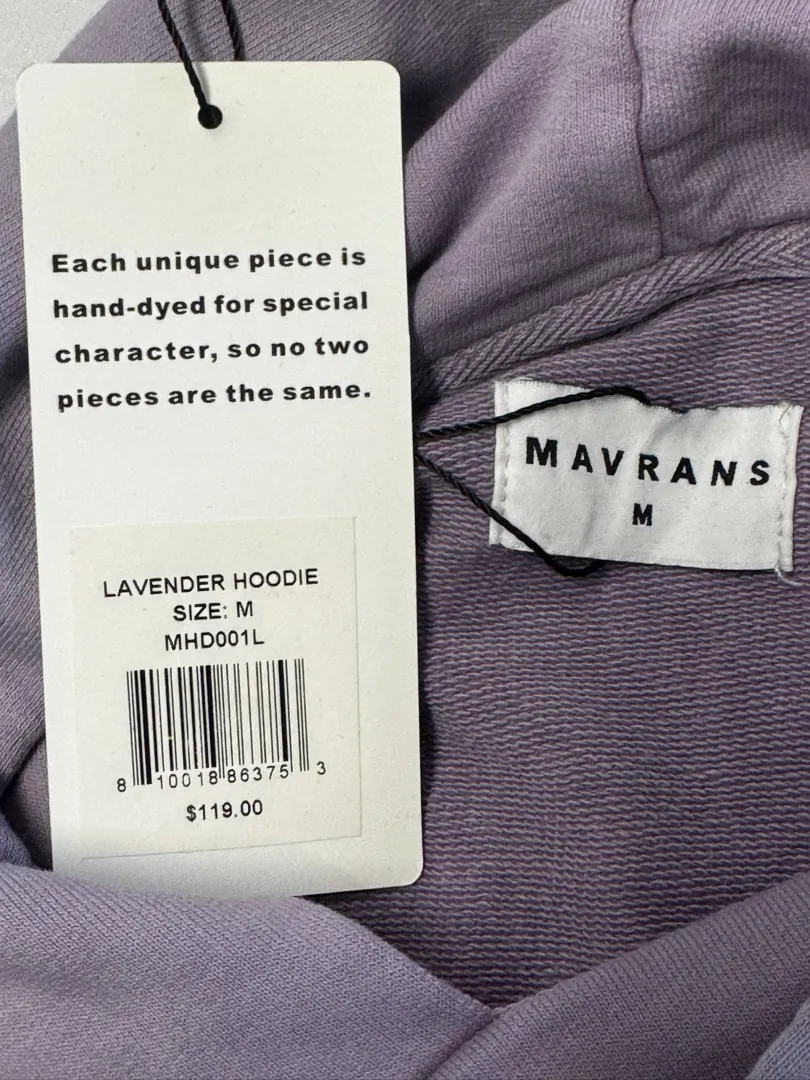 Each unique piece is
hand-dyed for special
character, so no two
pieces are the same.
LAVENDER HOODIE
SIZE: M
MHD001L
8 10018 86375 3
$119.00
MAVRANS
M